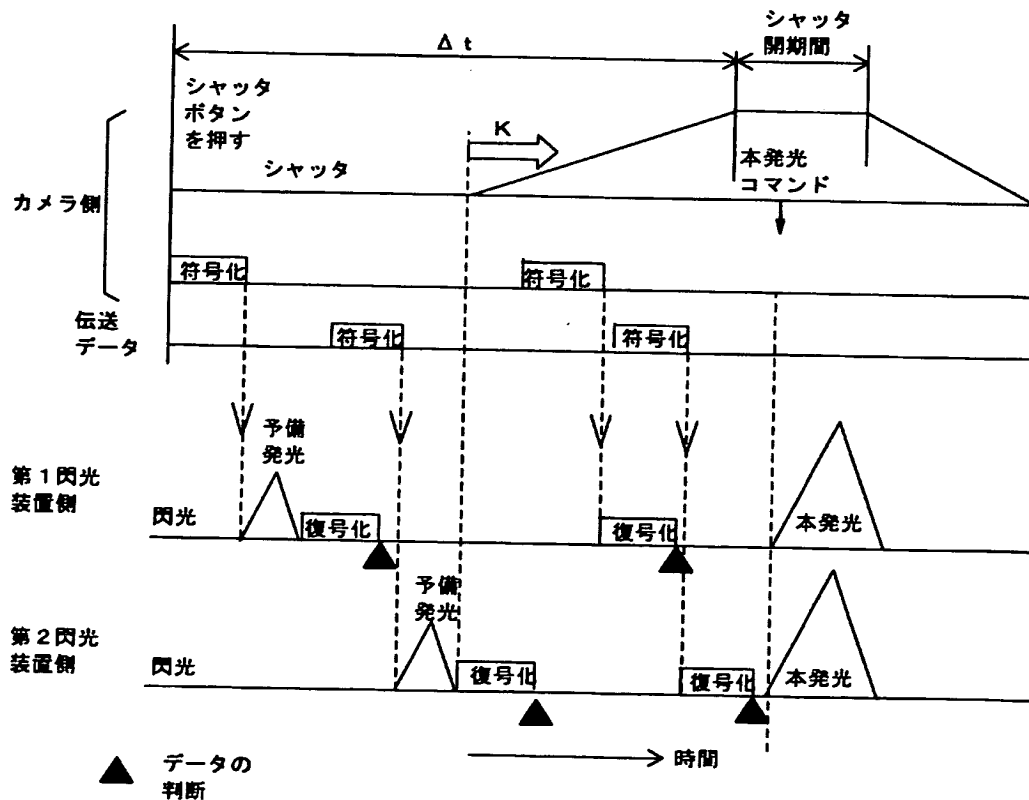 シャッタ
開期間
Δt
シャッタ
ボタン
を押す
K
シャッタ
本発光
コマンド
カメラ側
符号化
符号化
伝送
データ
符号化
符号化
予備
発光
第1閃光
装置側
閃光
復号化
復号化
本発光
予備
発光
第2閃光
装置側
閃光
復号化
復号化
本発光
時間
データの
判断